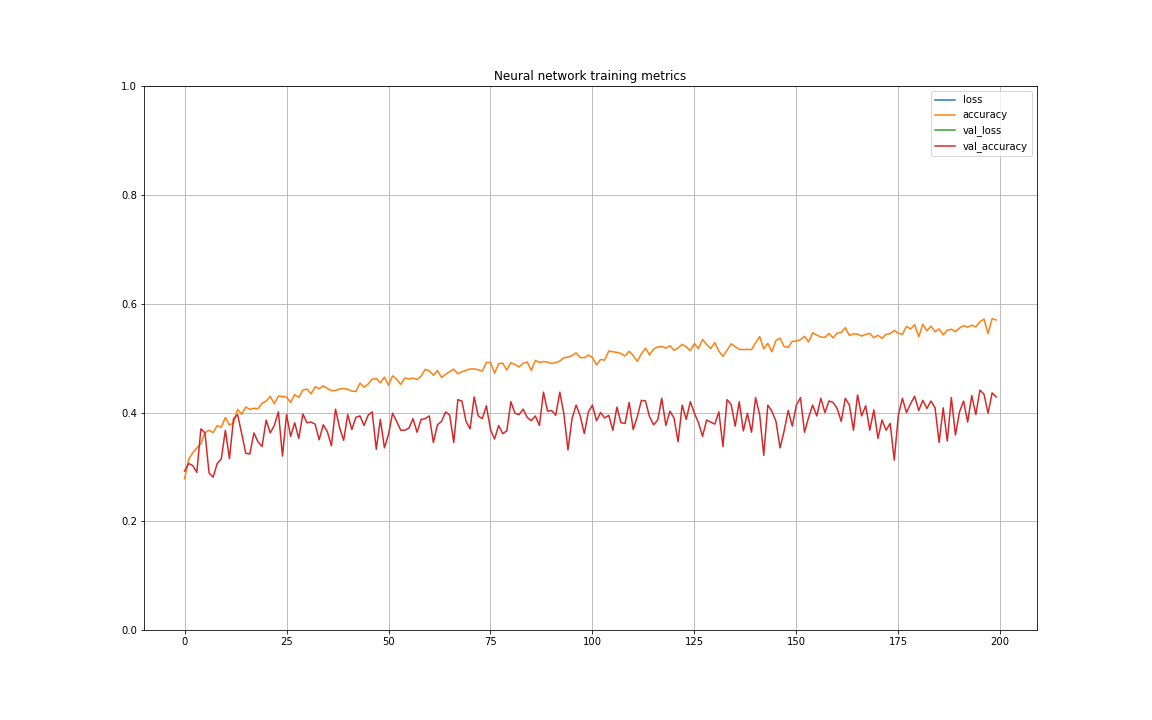 Neural network training metrics
1.0
loss
accuracy
val_loss
val_accuracy
0.8
0.6
0.4
0.2
0.0
0 25 50 75 100 125 150 175 200